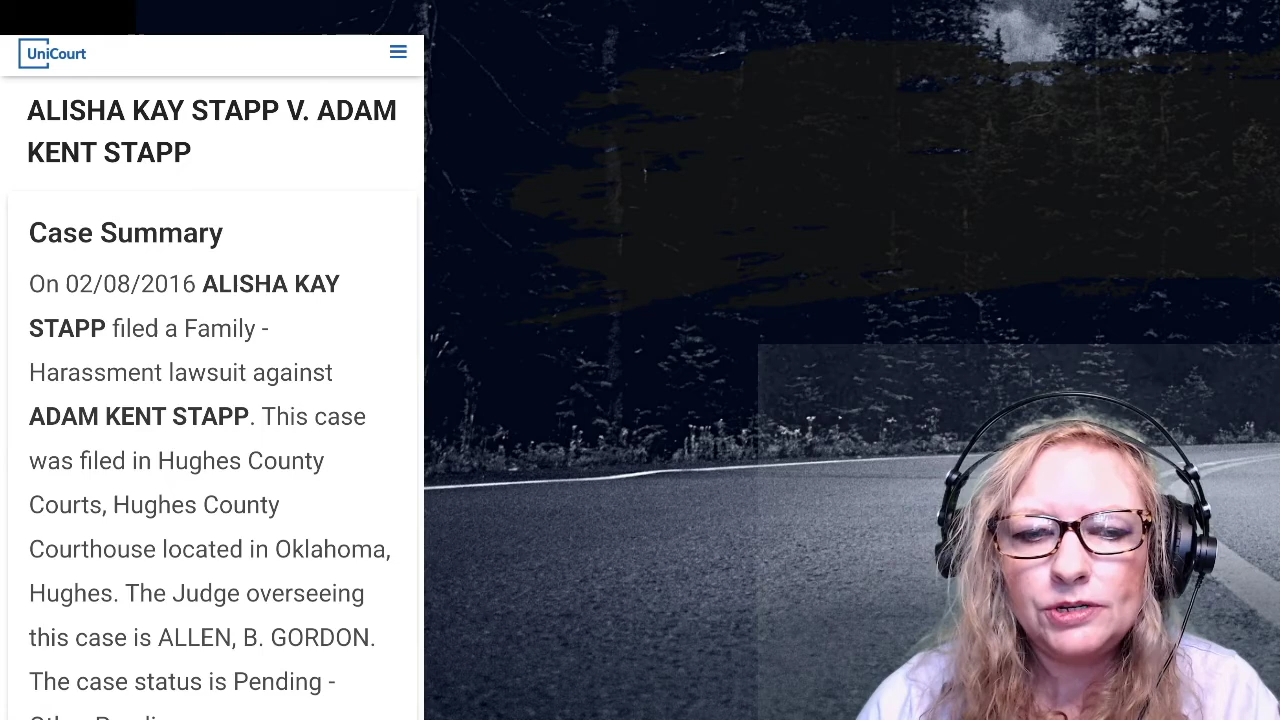 UniCourt
ALISHA KAY STAPP V. ADAM
KENT STAPP
Case Summary
On 02/08/2016 ALISHA KAY
STAPP filed a Family -
Harassment lawsuit against
ADAM KENT STAPP. This case
was filed in Hughes County
Courts, Hughes County
Courthouse located in Oklahoma,
Hughes. The Judge overseeing
this case is ALLEN, B. GORDON.
The case status is Pending -